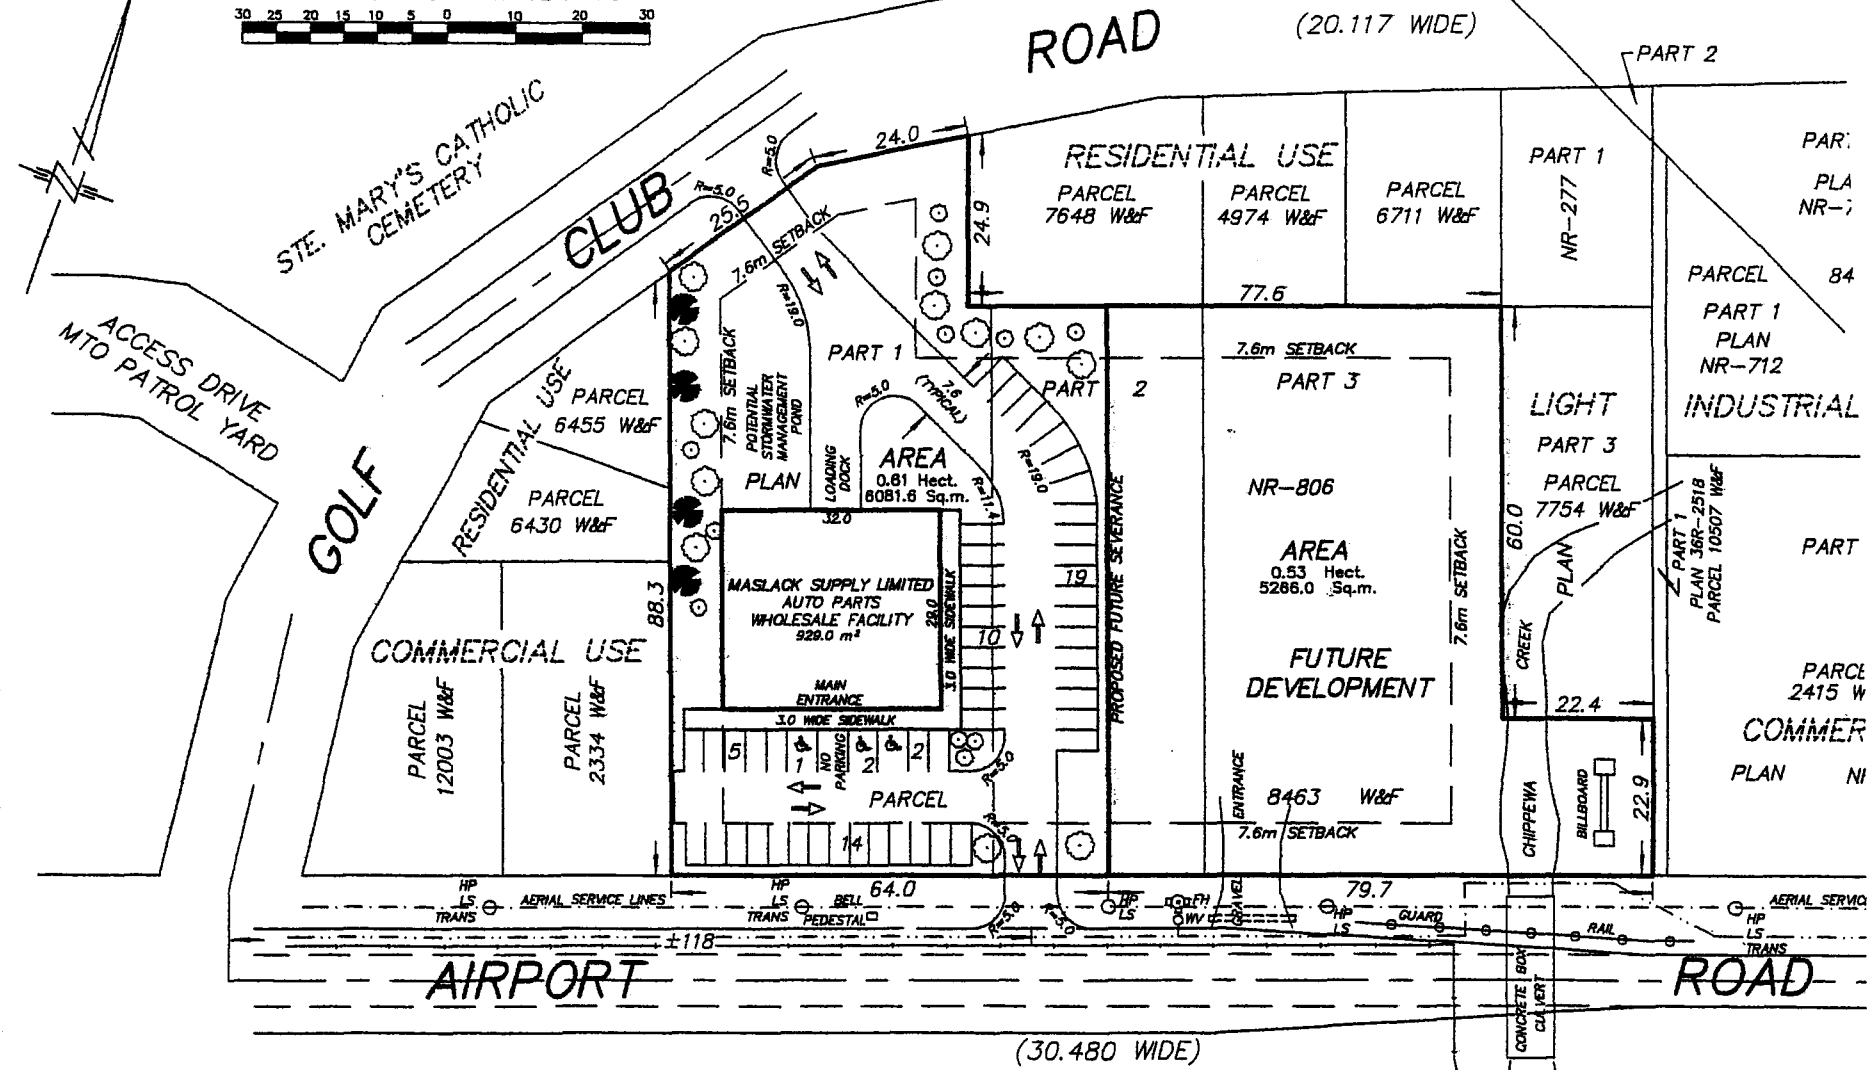 30 25 20 15 10 5 0 10 20 30
ROAD
(20.117 WIDE)
PART 2
STE. MARY'S CATHOLIC
CEMETERY
CLUB
R=5.0
R=5.0
24.0
25.5
24.9
7.6m SETBACK
RESIDENTIAL USE
PARCEL
7648 W&F
PARCEL
4974 W&F
PARCEL
6711 W&F
PART 1
NR-277
PLA
NR-7
PARCEL 84
PART 1
PLAN
NR-712
77.6
ACCESS DRIVE
MTO PATROL YARD
GOLF
RESIDENTIAL USE
PARCEL
6455 W&F
PARCEL
6430 W&F
7.6m SETBACK
POTENTIAL
STORMWATER
MANAGEMENT
POND
R=19.0
PART 1
R=5.0
7.6
(TYPICAL)
PART 2
7.6m SETBACK
PART 3
LIGHT INDUSTRIAL
PART 3
PARCEL
7754 W&F
PLAN
LOADING
DOCK
AREA
0.61 Hect.
6081.6 Sq.m.
R=11.4
R=19.0
NR-806
AREA
0.53 Hect.
5286.0 Sq.m.
7.6m SETBACK
60.0
PLAN
PART 1
PLAN 36R-2518
PARCEL 10507 W&F
PART
32.0
MASLACK SUPPLY LIMITED
AUTO PARTS
WHOLESALE FACILITY
929.0 m²
29.0
3.0 WIDE SIDEWALK
19
10
PROPOSED FUTURE SEVERANCE
88.3
COMMERCIAL USE
PARCEL
12003 W&F
PARCEL
2334 W&F
MAIN
ENTRANCE
3.0 WIDE SIDEWALK
5
1
NO
PARKING
2
2
R=5.0
FUTURE
DEVELOPMENT
CREEK
22.4
PARCE
2415 W
COMMER
PLAN
PARCEL
14
R=5.0
ENTRANCE
8463 W&F
7.6m SETBACK
CHIPPEWA
BILLBOARD
22.9
64.0
79.7
HP
LS
TRANS
AERIAL SERVICE LINES
HP
LS
TRANS
BELL
PEDESTAL
R=5.0
R=5.0
HP
LS
FH
WV
GRAVEL
HP
LS
GUARD
RAIL
HP
LS
TRANS
AERIAL SERVIC
±118
AIRPORT
ROAD
CONCRETE BOX
CULVERT
(30.480 WIDE)